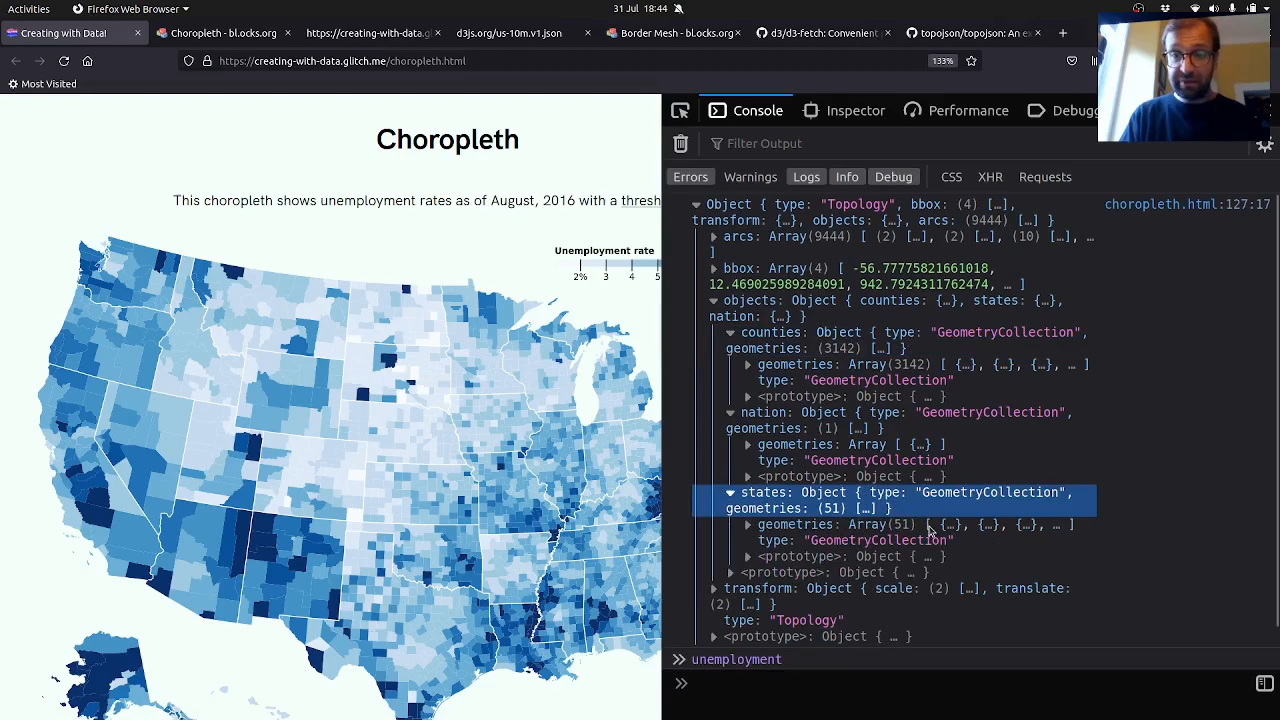 Activities Firefox Web Browser 31 Jul 18:44
Creating with Data! × Choropleth - bl.ocks.org × https://creating-with-data.gl × d3js.org/us-10m.v1.json × Border Mesh - bl.ocks.org × d3/d3-fetch: Convenient × topojson/topojson: An ex ×
https://creating-with-data.glitch.me/choropleth.html 133%
Most Visited
Choropleth
This choropleth shows unemployment rates as of August, 2016 with a thresh
Unemployment rate
2% 3 4 5
Console Inspector Performance Debugg
Filter Output
Errors Warnings Logs Info Debug CSS XHR Requests
Object { type: "Topology", bbox: (4) […], choropleth.html:127:17
transform: {…}, objects: {…}, arcs: (9444) […] }
arcs: Array(9444) [ (2) […], (2) […], (10) […], …
]
bbox: Array(4) [ -56.77775821661018,
12.469025989284091, 942.7924311762474, … ]
objects: Object { counties: {…}, states: {…},
nation: {…} }
counties: Object { type: "GeometryCollection",
geometries: (3142) […] }
geometries: Array(3142) [ {…}, {…}, {…}, … ]
type: "GeometryCollection"
<prototype>: Object { … }
nation: Object { type: "GeometryCollection",
geometries: (1) […] }
geometries: Array [ {…} ]
type: "GeometryCollection"
<prototype>: Object { … }
states: Object { type: "GeometryCollection",
geometries: (51) […] }
geometries: Array(51) [ {…}, {…}, {…}, … ]
type: "GeometryCollection"
<prototype>: Object { … }
<prototype>: Object { … }
transform: Object { scale: (2) […], translate:
(2) […] }
type: "Topology"
<prototype>: Object { … }
unemployment